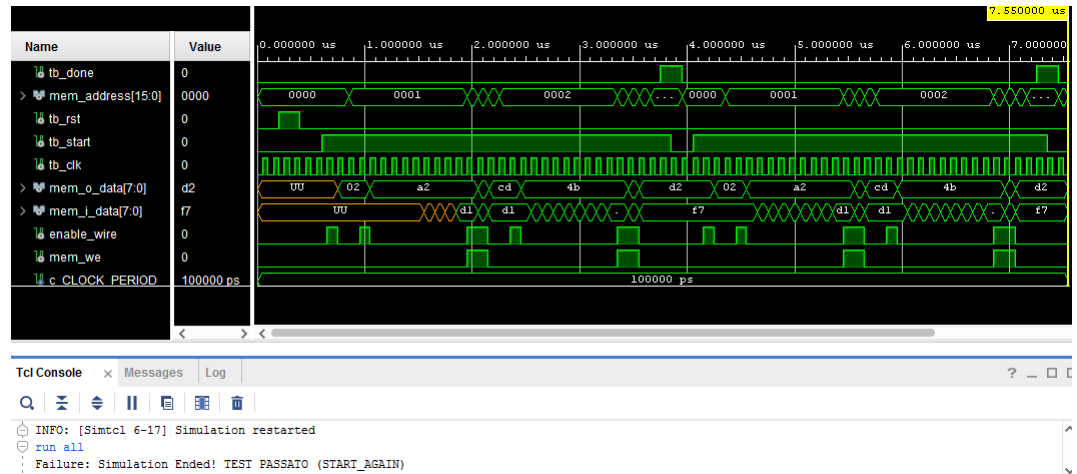 7.550000 us
Name Value 0.000000 us 1.000000 us 2.000000 us 3.000000 us 4.000000 us 5.000000 us 6.000000 us 7.000000
tb_done 0
mem_address[15:0] 0000 0000 0001 0002 ... 0000 0001 0002 ...
tb_rst 0
tb_start 0
tb_clk 0
mem_o_data[7:0] d2 UU 02 a2 cd 4b d2 02 a2 cd 4b d2
mem_i_data[7:0] f7 UU d1 d1 . f7 d1 d1 . f7
enable_wire 0
mem_we 0
c_CLOCK_PERIOD 100000 ps 100000 ps
Tcl Console × Messages Log ? _
INFO: [Simtcl 6-17] Simulation restarted
run all
Failure: Simulation Ended! TEST PASSATO (START_AGAIN)